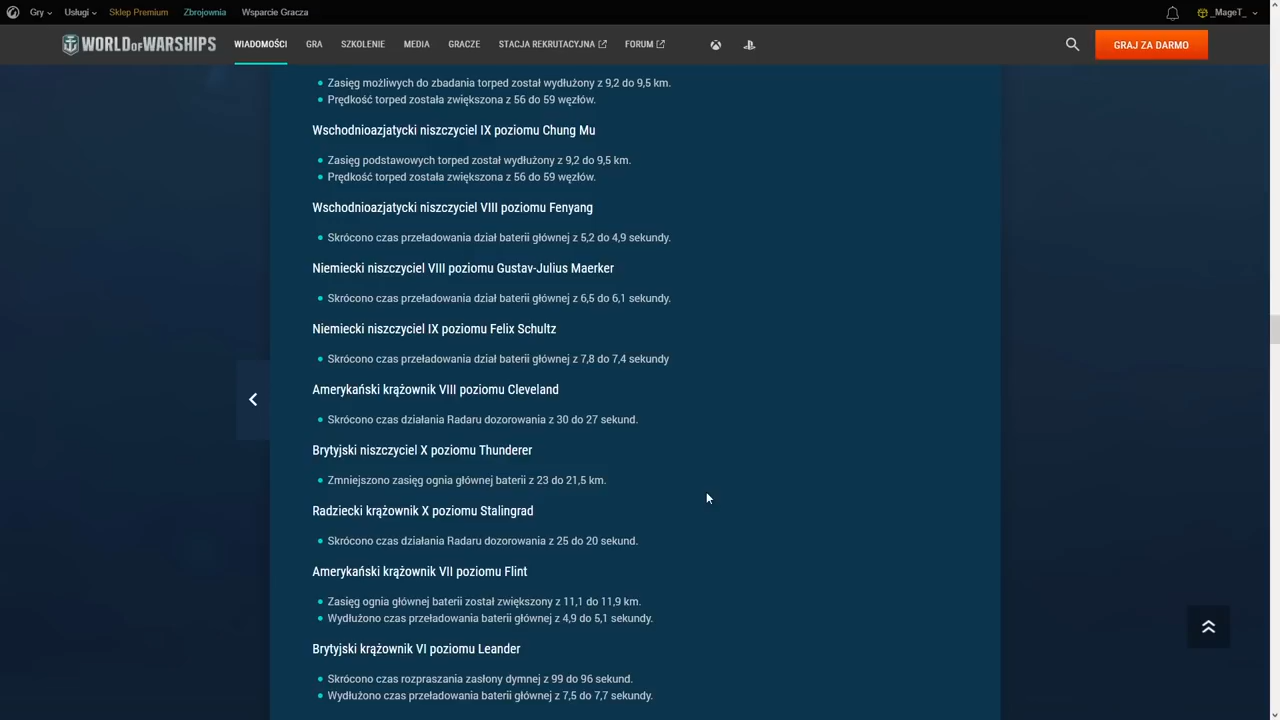 Gry Usługi Sklep Premium Zbrojownia Wsparcie Gracza _MageT_
WORLD OF WARSHIPS WIADOMOŚCI GRA SZKOLENIE MEDIA GRACZE STACJA REKRUTACYJNA FORUM GRAJ ZA DARMO
Zasięg możliwych do zbadania torped został wydłużony z 9,2 do 9,5 km.
Prędkość torped została zwiększona z 56 do 59 węzłów.
Wschodnioazjatycki niszczyciel IX poziomu Chung Mu
Zasięg podstawowych torped został wydłużony z 9,2 do 9,5 km.
Prędkość torped została zwiększona z 56 do 59 węzłów.
Wschodnioazjatycki niszczyciel VIII poziomu Fenyang
Skrócono czas przeładowania dział baterii głównej z 5,2 do 4,9 sekundy.
Niemiecki niszczyciel VIII poziomu Gustav-Julius Maerker
Skrócono czas przeładowania dział baterii głównej z 6,5 do 6,1 sekundy.
Niemiecki niszczyciel IX poziomu Felix Schultz
Skrócono czas przeładowania dział baterii głównej z 7,8 do 7,4 sekundy
Amerykański krążownik VIII poziomu Cleveland
Skrócono czas działania Radaru dozorowania z 30 do 27 sekund.
Brytyjski niszczyciel X poziomu Thunderer
Zmniejszono zasięg ognia głównej baterii z 23 do 21,5 km.
Radziecki krążownik X poziomu Stalingrad
Skrócono czas działania Radaru dozorowania z 25 do 20 sekund.
Amerykański krążownik VII poziomu Flint
Zasięg ognia głównej baterii został zwiększony z 11,1 do 11,9 km.
Wydłużono czas przeładowania baterii głównej z 4,9 do 5,1 sekundy.
Brytyjski krążownik VI poziomu Leander
Skrócono czas rozpraszania zasłony dymnej z 99 do 96 sekund.
Wydłużono czas przeładowania baterii głównej z 7,5 do 7,7 sekundy.